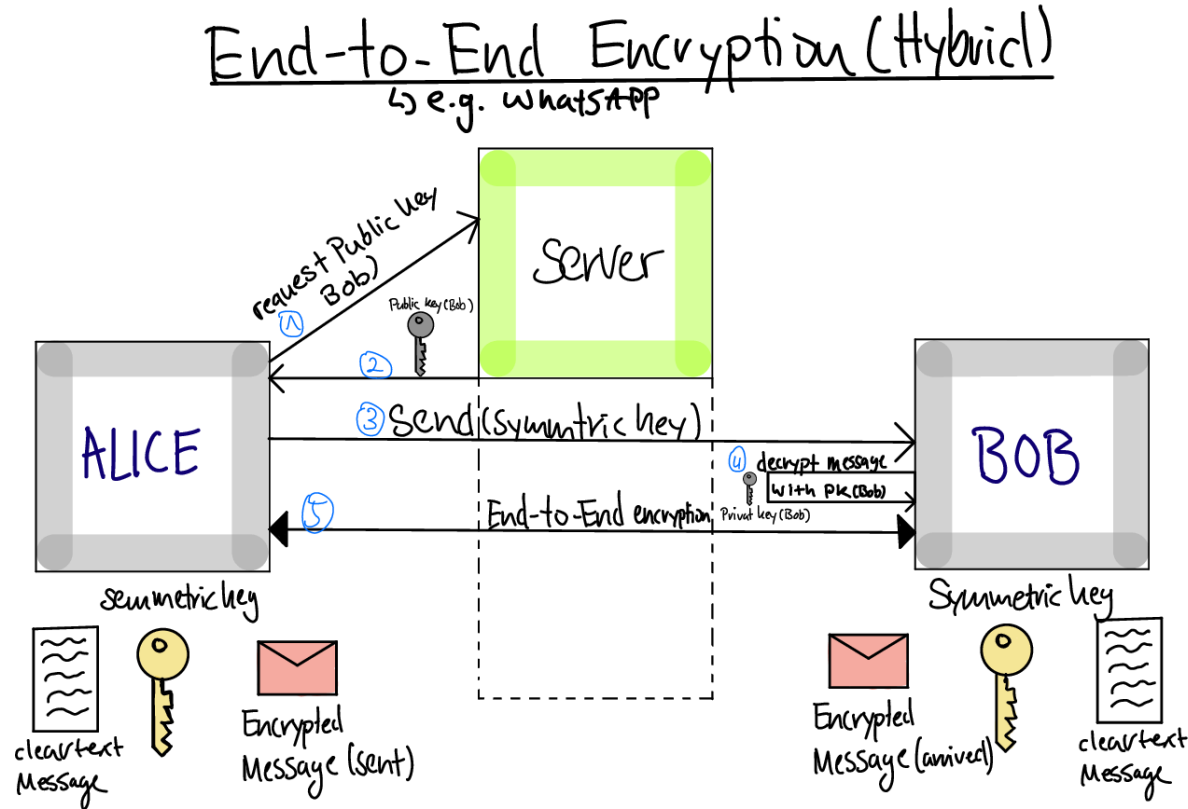 End-to-End Encryption (Hybrid)
↳ e.g. WhatsAPP
request Public key
Bob)
1
Server
Public key (Bob)
2
ALICE
3 Send (Symmtric key)
BOB
4 decrypt message
with PK (Bob)
Privat key (Bob)
5
End-to-End encryption
semmetric key
Symmetric key
cleartext
Message
Encrypted
Message (sent)
Encrypted
Message (arrived)
cleartext
Message